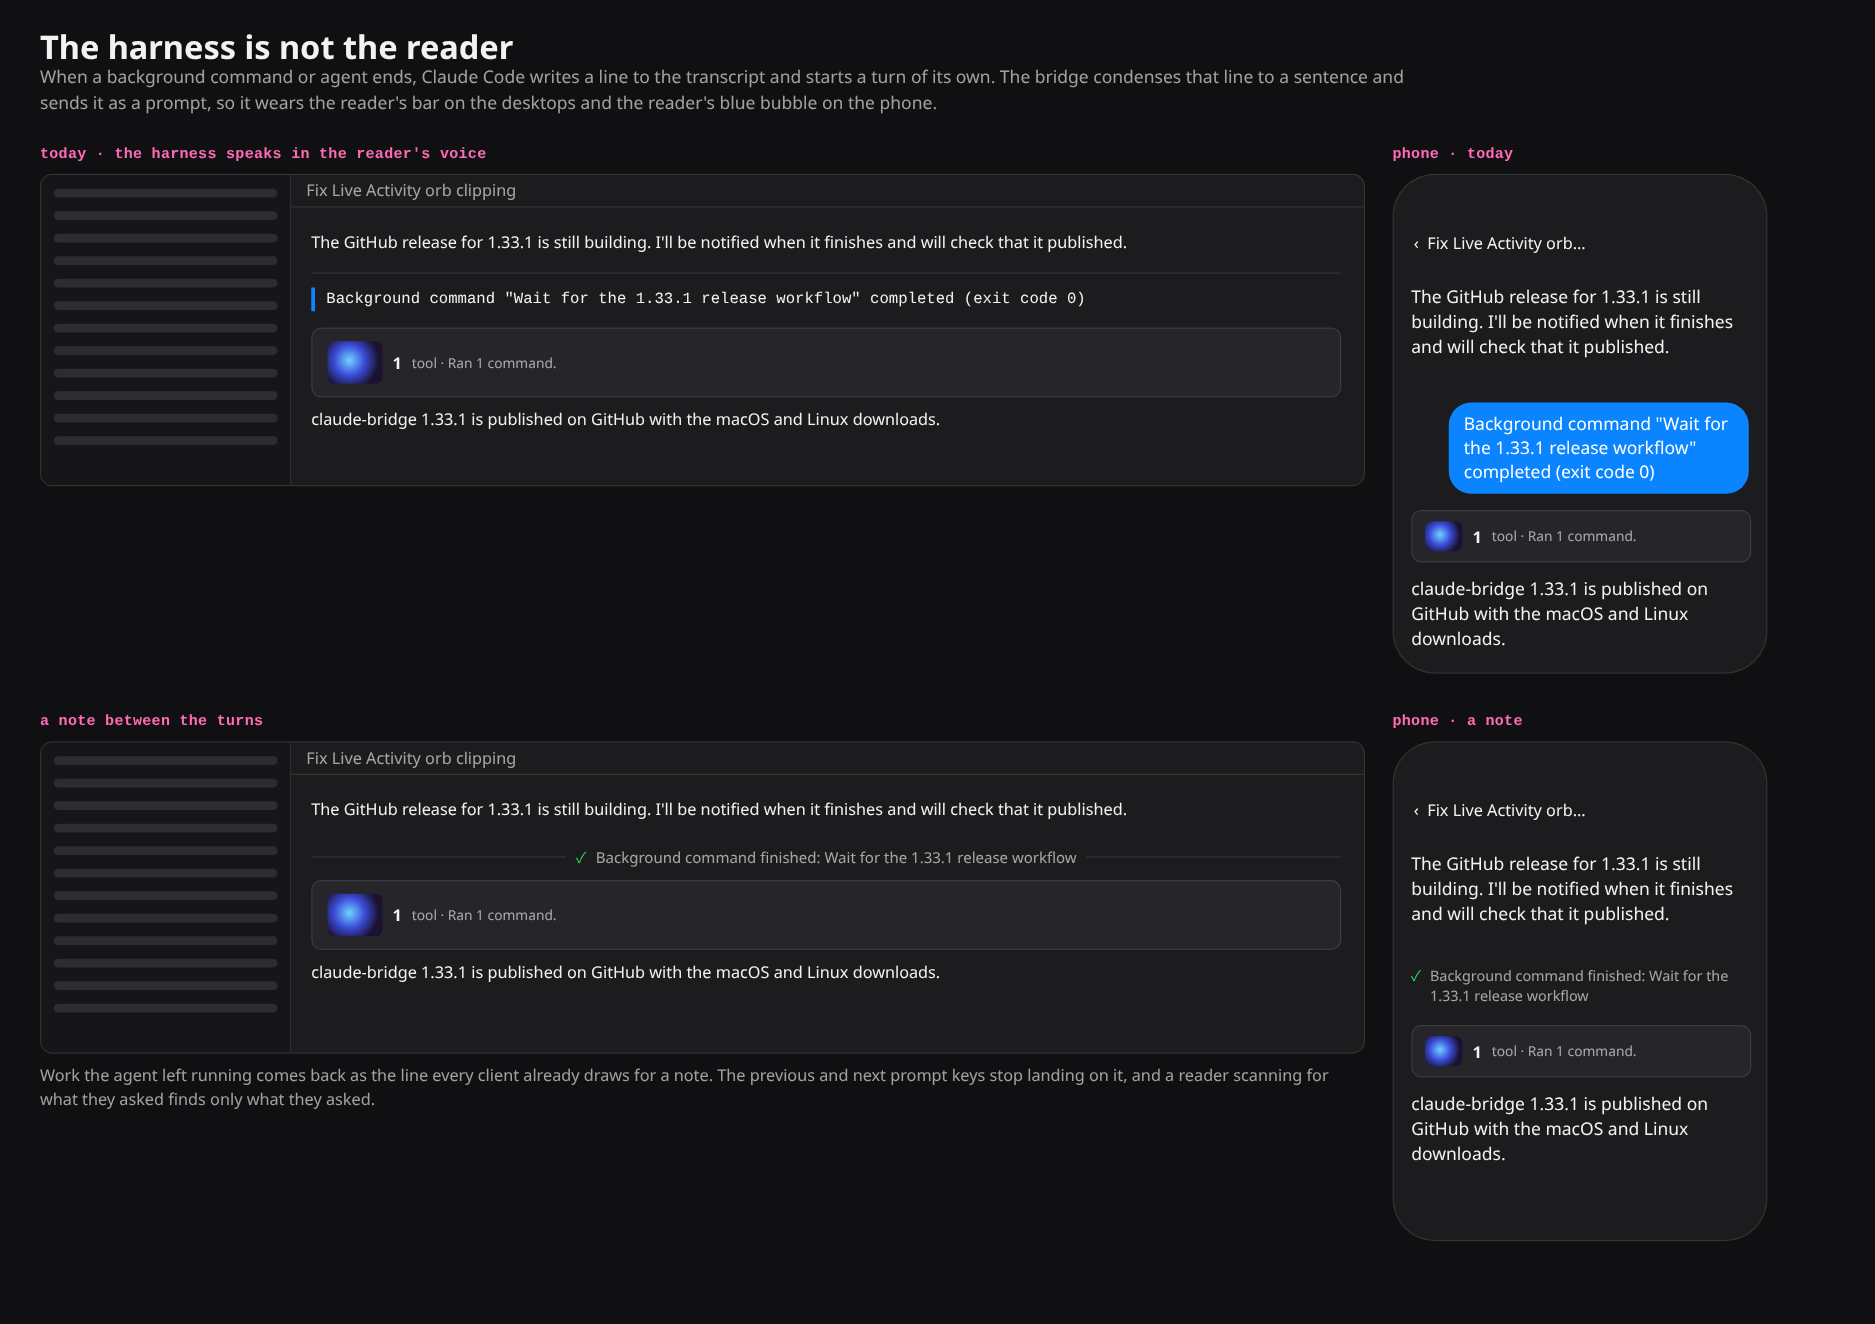 The harness is not the reader
When a background command or agent ends, Claude Code writes a line to the transcript and starts a turn of its own. The bridge condenses that line to a sentence and
sends it as a prompt, so it wears the reader's bar on the desktops and the reader's blue bubble on the phone.
today · the harness speaks in the reader's voice
Fix Live Activity orb clipping
The GitHub release for 1.33.1 is still building. I'll be notified when it finishes and will check that it published.
Background command "Wait for the 1.33.1 release workflow" completed (exit code 0)
1 tool · Ran 1 command.
claude-bridge 1.33.1 is published on GitHub with the macOS and Linux downloads.
phone · today
‹ Fix Live Activity orb...
The GitHub release for 1.33.1 is still
building. I'll be notified when it finishes
and will check that it published.
Background command "Wait for
the 1.33.1 release workflow"
completed (exit code 0)
1 tool · Ran 1 command.
claude-bridge 1.33.1 is published on
GitHub with the macOS and Linux
downloads.
a note between the turns
Fix Live Activity orb clipping
The GitHub release for 1.33.1 is still building. I'll be notified when it finishes and will check that it published.
✓ Background command finished: Wait for the 1.33.1 release workflow
1 tool · Ran 1 command.
claude-bridge 1.33.1 is published on GitHub with the macOS and Linux downloads.
Work the agent left running comes back as the line every client already draws for a note. The previous and next prompt keys stop landing on it, and a reader scanning for
what they asked finds only what they asked.
phone · a note
‹ Fix Live Activity orb...
The GitHub release for 1.33.1 is still
building. I'll be notified when it finishes
and will check that it published.
✓ Background command finished: Wait for the
1.33.1 release workflow
1 tool · Ran 1 command.
claude-bridge 1.33.1 is published on
GitHub with the macOS and Linux
downloads.